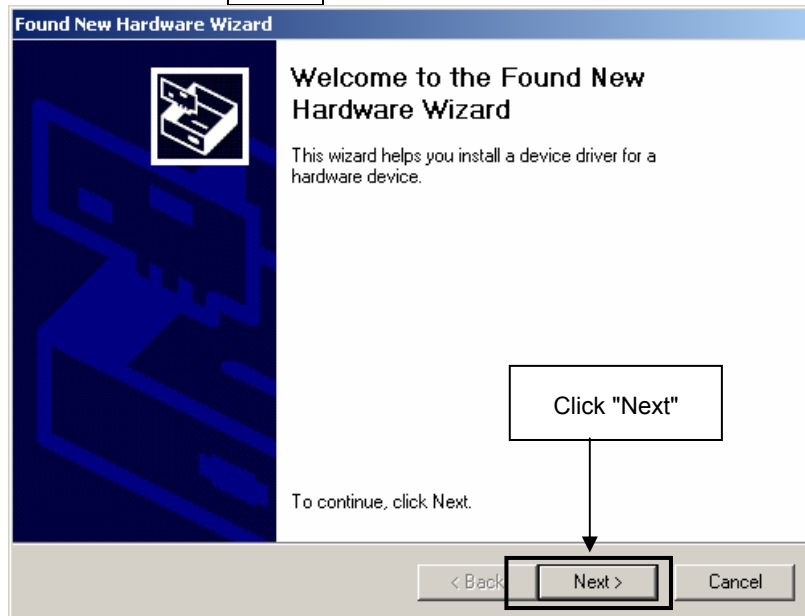 Found New Hardware Wizard
Welcome to the Found New
Hardware Wizard
This wizard helps you install a device driver for a
hardware device.
Click "Next"
To continue, click Next.
< Back
Next >
Cancel